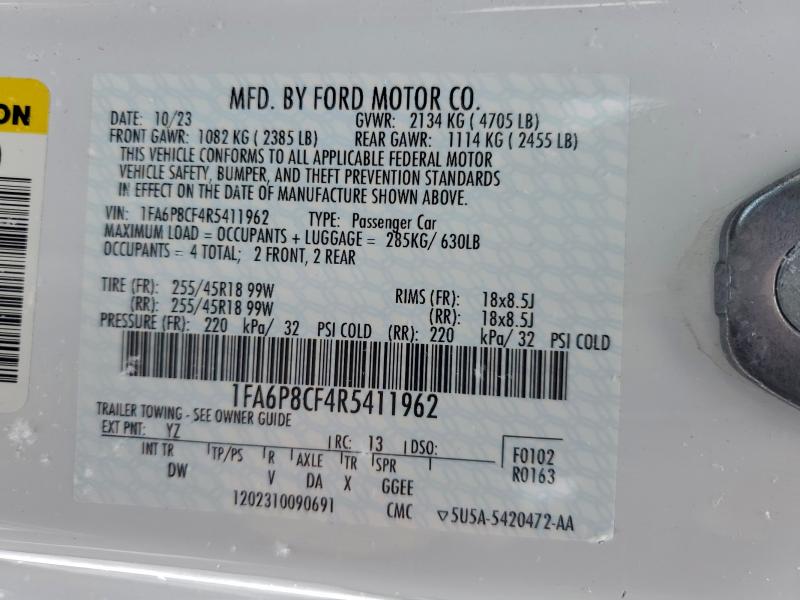 ON
MFD. BY FORD MOTOR CO.
DATE: 10/23 GVWR: 2134 KG ( 4705 LB)
FRONT GAWR: 1082 KG ( 2385 LB) REAR GAWR: 1114 KG ( 2455 LB)
THIS VEHICLE CONFORMS TO ALL APPLICABLE FEDERAL MOTOR
VEHICLE SAFETY, BUMPER, AND THEFT PREVENTION STANDARDS
IN EFFECT ON THE DATE OF MANUFACTURE SHOWN ABOVE.
VIN: 1FA6P8CF4R5411962 TYPE: Passenger Car
MAXIMUM LOAD = OCCUPANTS + LUGGAGE = 285KG/ 630LB
OCCUPANTS = 4 TOTAL; 2 FRONT, 2 REAR
TIRE (FR): 255/45R18 99W RIMS (FR): 18x8.5J
(RR): 255/45R18 99W (RR): 18x8.5J
PRESSURE (FR): 220 kPa/ 32 PSI COLD (RR): 220 kPa/ 32 PSI COLD
1FA6P8CF4R5411962
TRAILER TOWING - SEE OWNER GUIDE
EXT PNT: YZ RC: 13 DSO: F0102
INT TR TP/PS R AXLE TR SPR R0163
DW V DA X GGEE
1202310090691 CMC ▽5U5A-5420472-AA